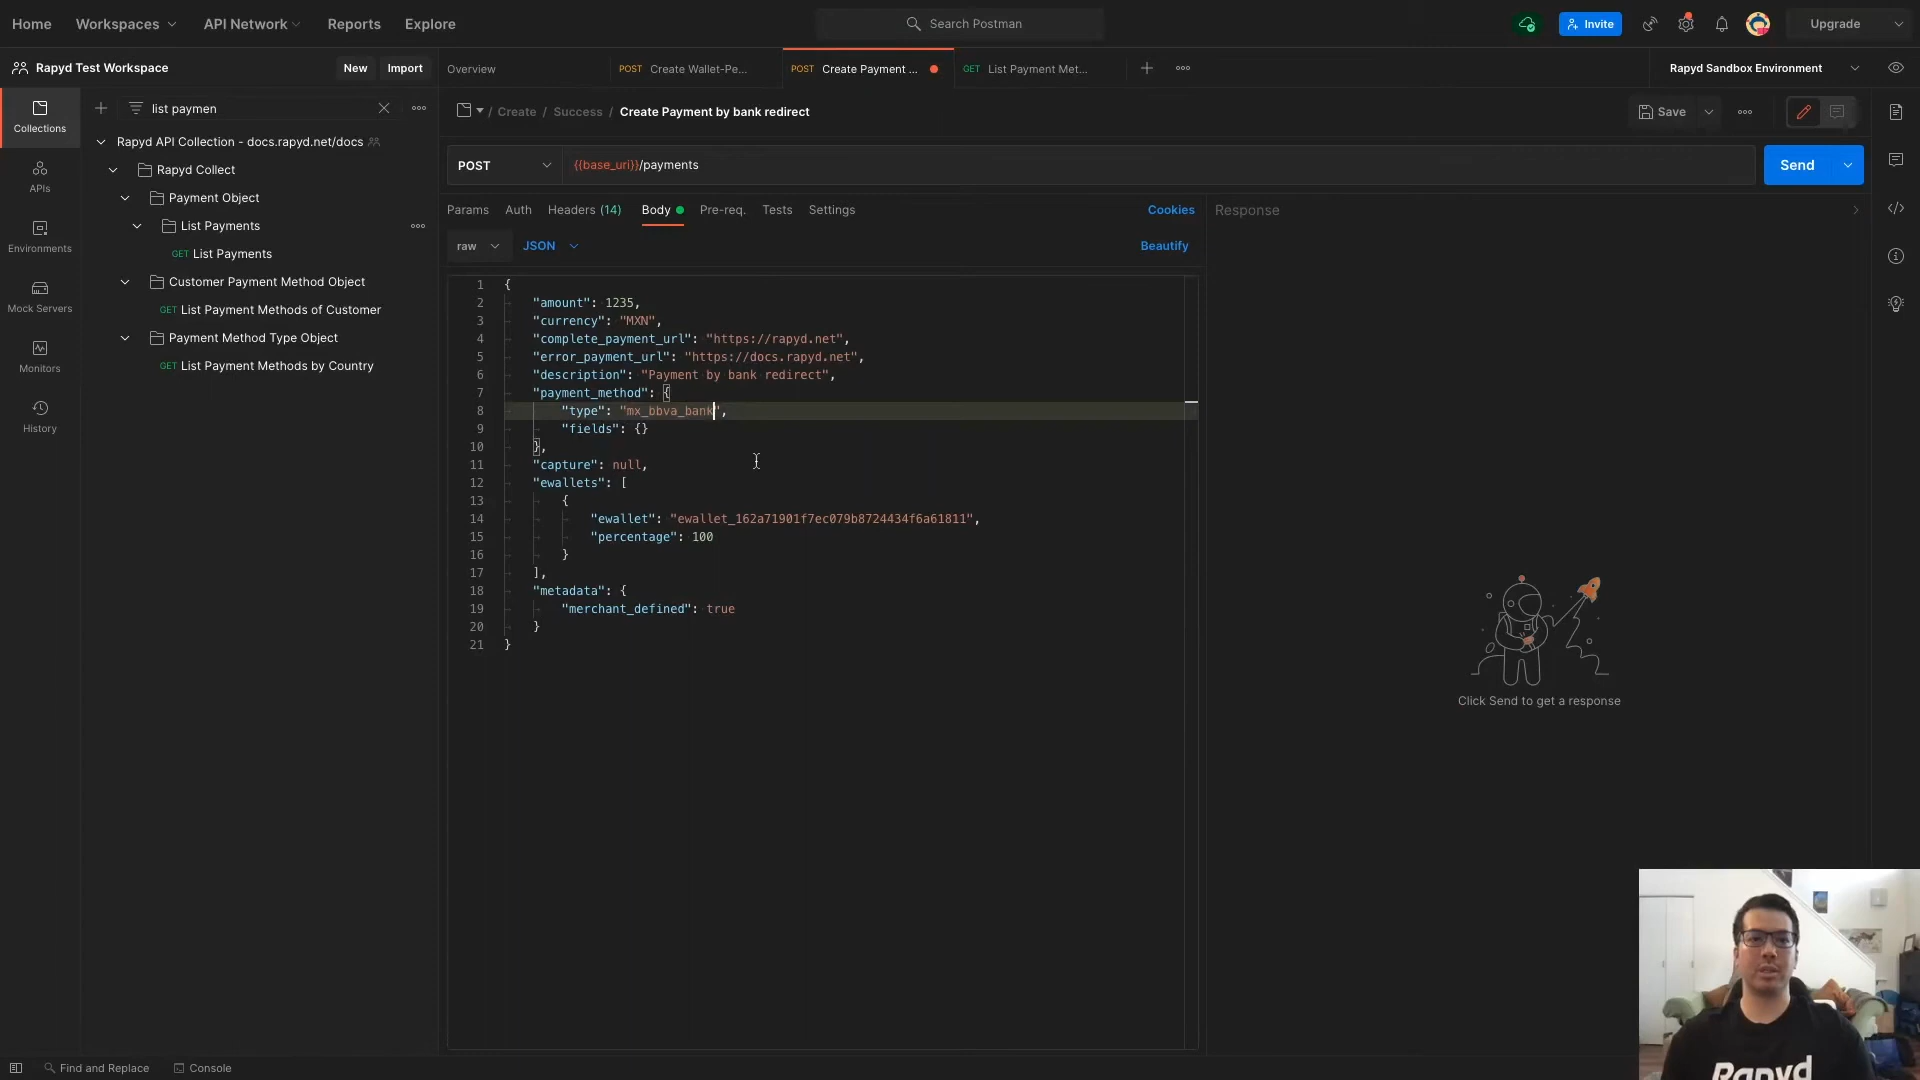 Home Workspaces API Network Reports Explore Search Postman Invite Upgrade
Rapyd Test Workspace New Import Overview POST Create Wallet-Pe... POST Create Payment ... GET List Payment Met... Rapyd Sandbox Environment
list paymen
Collections
APIs
Environments
Mock Servers
Monitors
History
Rapyd API Collection - docs.rapyd.net/docs
Rapyd Collect
Payment Object
List Payments
GET List Payments
Customer Payment Method Object
GET List Payment Methods of Customer
Payment Method Type Object
GET List Payment Methods by Country
/ Create / Success / Create Payment by bank redirect Save
POST {{base_uri}}/payments Send
Params Auth Headers (14) Body Pre-req. Tests Settings Cookies Response
raw JSON Beautify
1 {
2 "amount": 1235,
3 "currency": "MXN",
4 "complete_payment_url": "https://rapyd.net",
5 "error_payment_url": "https://docs.rapyd.net",
6 "description": "Payment by bank redirect",
7 "payment_method": {
8 "type": "mx_bbva_bank",
9 "fields": {}
10 },
11 "capture": null,
12 "ewallets": [
13 {
14 "ewallet": "ewallet_162a71901f7ec079b8724434f6a61811",
15 "percentage": 100
16 }
17 ],
18 "metadata": {
19 "merchant_defined": true
20 }
21 }
Click Send to get a response
Rapyd
Find and Replace Console